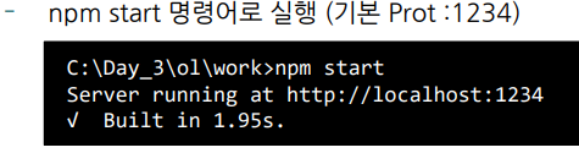 - npm start 명령어로 실행 (기본 Prot :1234)
C:\Day_3\ol\work>npm start
Server running at http://localhost:1234
√ Built in 1.95s.